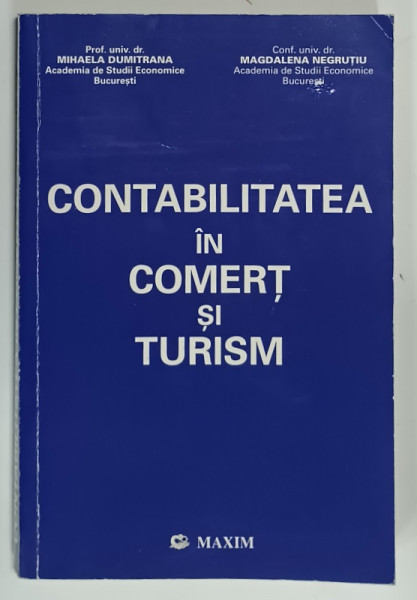 Prof. univ. dr.
MIHAELA DUMITRANA
Academia de Studii Economice
București
Conf. univ. dr.
MAGDALENA NEGRUȚIU
Academia de Studii Economice
București
CONTABILITATEA
ÎN
COMERȚ
ȘI
TURISM
MAXIM